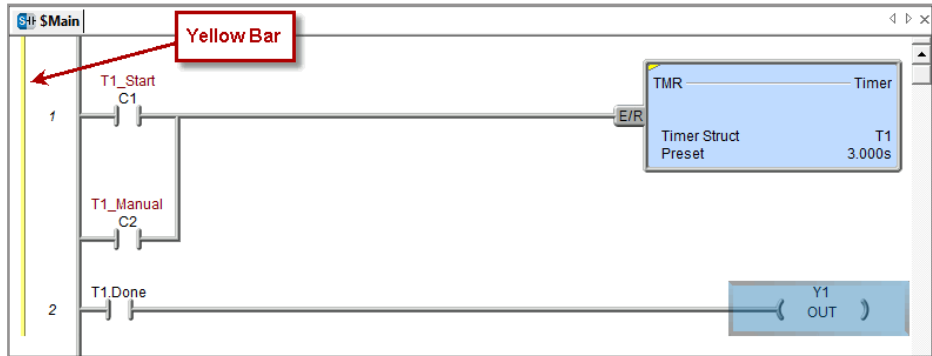 $Main
Yellow Bar
T1_Start
C1
TMR Timer
1
E/R
Timer Struct T1
Preset 3.000s
T1_Manual
C2
T1.Done
Y1
2
OUT